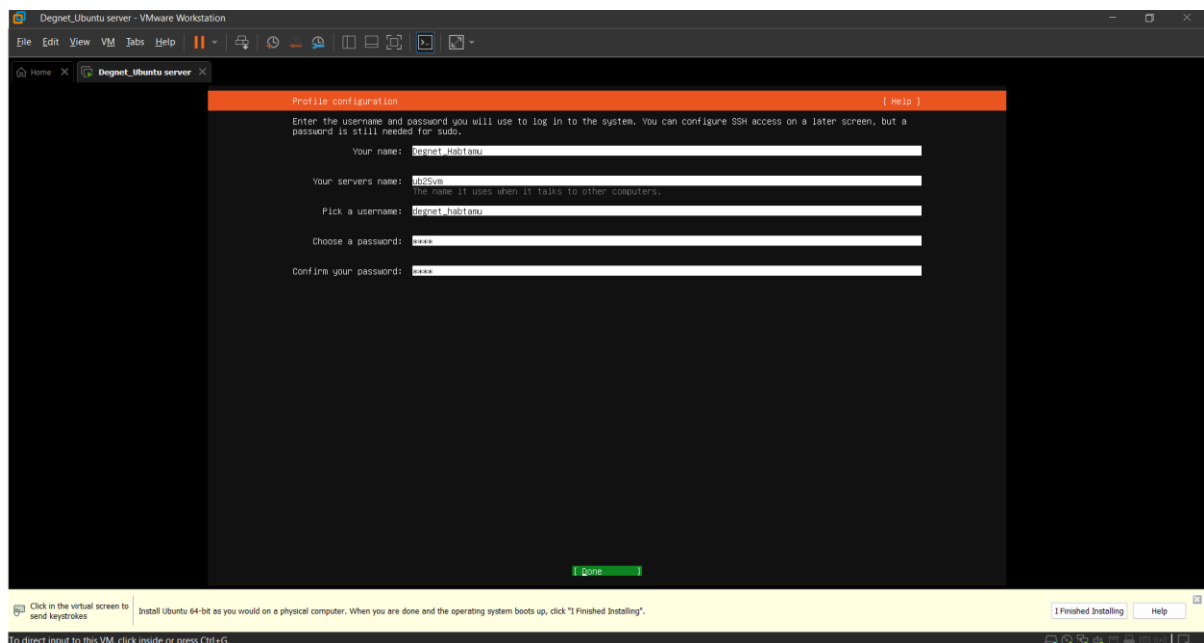 Degnet_Ubuntu server - VMware Workstation
File Edit View VM Tabs Help
Home Degnet_Ubuntu server
Profile configuration [ Help ]
Enter the username and password you will use to log in to the system. You can configure SSH access on a later screen, but a
password is still needed for sudo.
Your name: Degnet_Habtamu
Your servers name: ub25vm
The name it uses when it talks to other computers.
Pick a username: degnet_habtamu
Choose a password: ****
Confirm your password: ****
[ Done ]
Click in the virtual screen to
send keystrokes
Install Ubuntu 64-bit as you would on a physical computer. When you are done and the operating system boots up, click "I Finished Installing".
I Finished Installing Help
To direct input to this VM, click inside or press Ctrl+G.